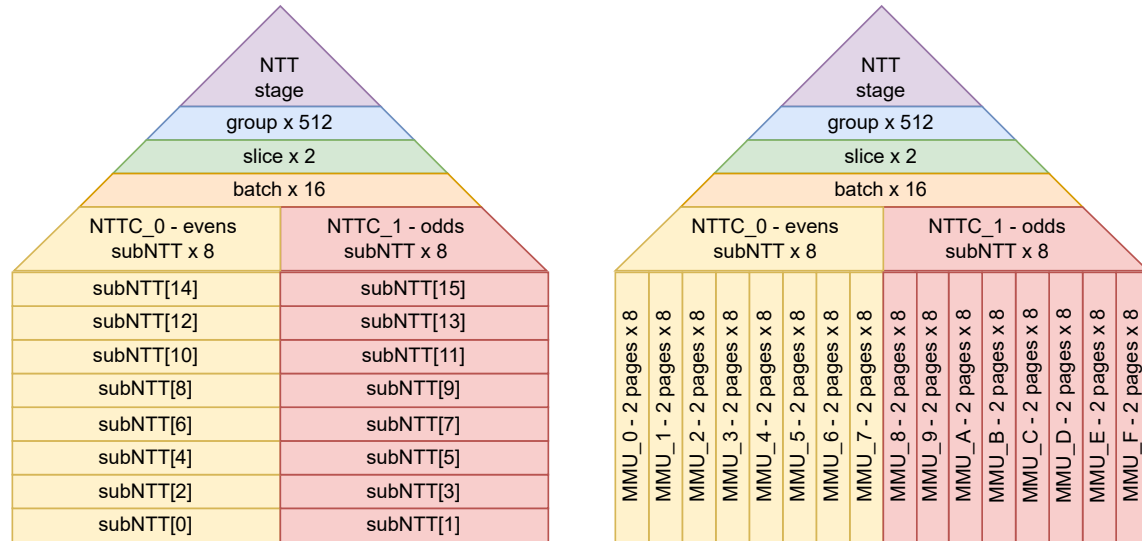 NTT
stage
group x 512
slice x 2
batch x 16
NTTC_0 - evens
subNTT x 8
NTTC_1 - odds
subNTT x 8
subNTT[14]
subNTT[15]
subNTT[12]
subNTT[13]
subNTT[10]
subNTT[11]
subNTT[8]
subNTT[9]
subNTT[6]
subNTT[7]
subNTT[4]
subNTT[5]
subNTT[2]
subNTT[3]
subNTT[0]
subNTT[1]
NTT
stage
group x 512
slice x 2
batch x 16
NTTC_0 - evens
subNTT x 8
NTTC_1 - odds
subNTT x 8
MMU_0 - 2 pages x 8
MMU_1 - 2 pages x 8
MMU_2 - 2 pages x 8
MMU_3 - 2 pages x 8
MMU_4 - 2 pages x 8
MMU_5 - 2 pages x 8
MMU_6 - 2 pages x 8
MMU_7 - 2 pages x 8
MMU_8 - 2 pages x 8
MMU_9 - 2 pages x 8
MMU_A - 2 pages x 8
MMU_B - 2 pages x 8
MMU_C - 2 pages x 8
MMU_D - 2 pages x 8
MMU_E - 2 pages x 8
MMU_F - 2 pages x 8